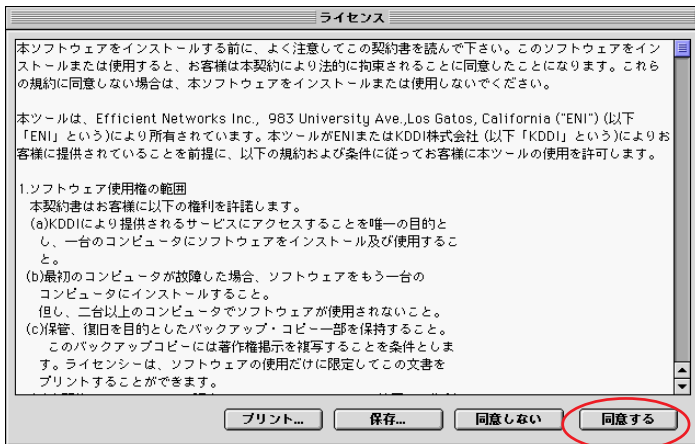 ライセンス
本ソフトウェアをインストールする前に、よく注意してこの契約書を読んで下さい。このソフトウェアをイン
ストールまたは使用すると、お客様は本契約により法的に拘束されることに同意したことになります。これら
の規約に同意しない場合は、本ソフトウェアをインストールまたは使用しないでください。
本ツールは、Efficient Networks Inc., 983 University Ave.,Los Gatos, California ("ENI") (以下
「ENI」という)により所有されています。本ツールがENIまたはKDDI株式会社 (以下「KDDI」という)によりお
客様に提供されていることを前提に、以下の規約および条件に従ってお客様に本ツールの使用を許可します。
1.ソフトウェア使用権の範囲
本契約書はお客様に以下の権利を許諾します。
(a)KDDIにより提供されるサービスにアクセスすることを唯一の目的と
し、一台のコンピュータにソフトウェアをインストール及び使用するこ
と。
(b)最初のコンピュータが故障した場合、ソフトウェアをもう一台の
コンピュータにインストールすること。
但し、二台以上のコンピュータでソフトウェアが使用されないこと。
(c)保管、復旧を目的としたバックアップ・コピー一部を保持すること。
このバックアップコピーには著作権掲示を複写することを条件としま
す。ライセンシーは、ソフトウェアの使用だけに限定してこの文書を
プリントすることができます。
プリント... 保存... 同意しない 同意する